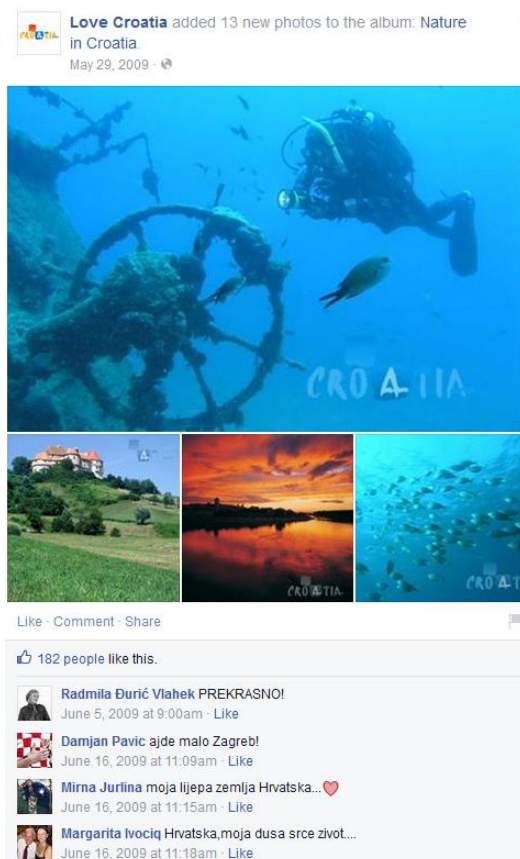 CROATIA
Love Croatia added 13 new photos to the album: Nature
in Croatia.
May 29, 2009 ·
CROATIA
CROATIA
CROATIA
Like · Comment · Share
182 people like this.
Radmila Đurić Vlahek PREKRASNO!
June 5, 2009 at 9:00am · Like
Damjan Pavic ajde malo Zagreb!
June 16, 2009 at 11:09am · Like
Mirna Jurlina moja lijepa zemlja Hrvatska...
June 16, 2009 at 11:15am · Like
Margarita Ivociq Hrvatska,moja dusa srce zivot....
June 16, 2009 at 11:18am · Like